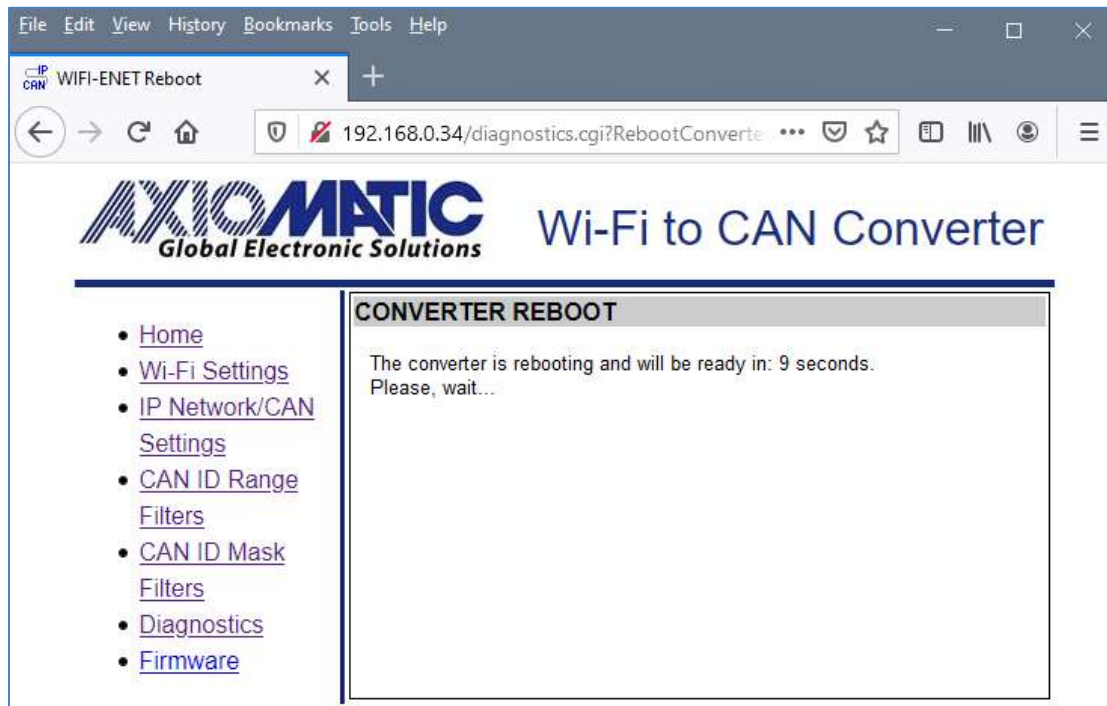 File Edit View History Bookmarks Tools Help
IP
CAN
WIFI-ENET Reboot
192.168.0.34/diagnostics.cgi?RebootConverte
AXIOMATIC
Global Electronic Solutions
Wi-Fi to CAN Converter
CONVERTER REBOOT
The converter is rebooting and will be ready in: 9 seconds.
Please, wait...
• Home
• Wi-Fi Settings
• IP Network/CAN
Settings
• CAN ID Range
Filters
• CAN ID Mask
Filters
• Diagnostics
• Firmware